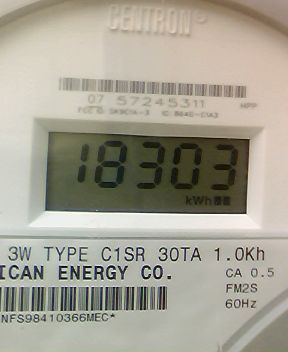 CENTRON®
07 57245311 HPP
18303
kWh
3W TYPE C1SR 30TA 1.0Kh
ICAN ENERGY CO. CA 0.5
FM2S
60Hz
NFS98410366MEC*